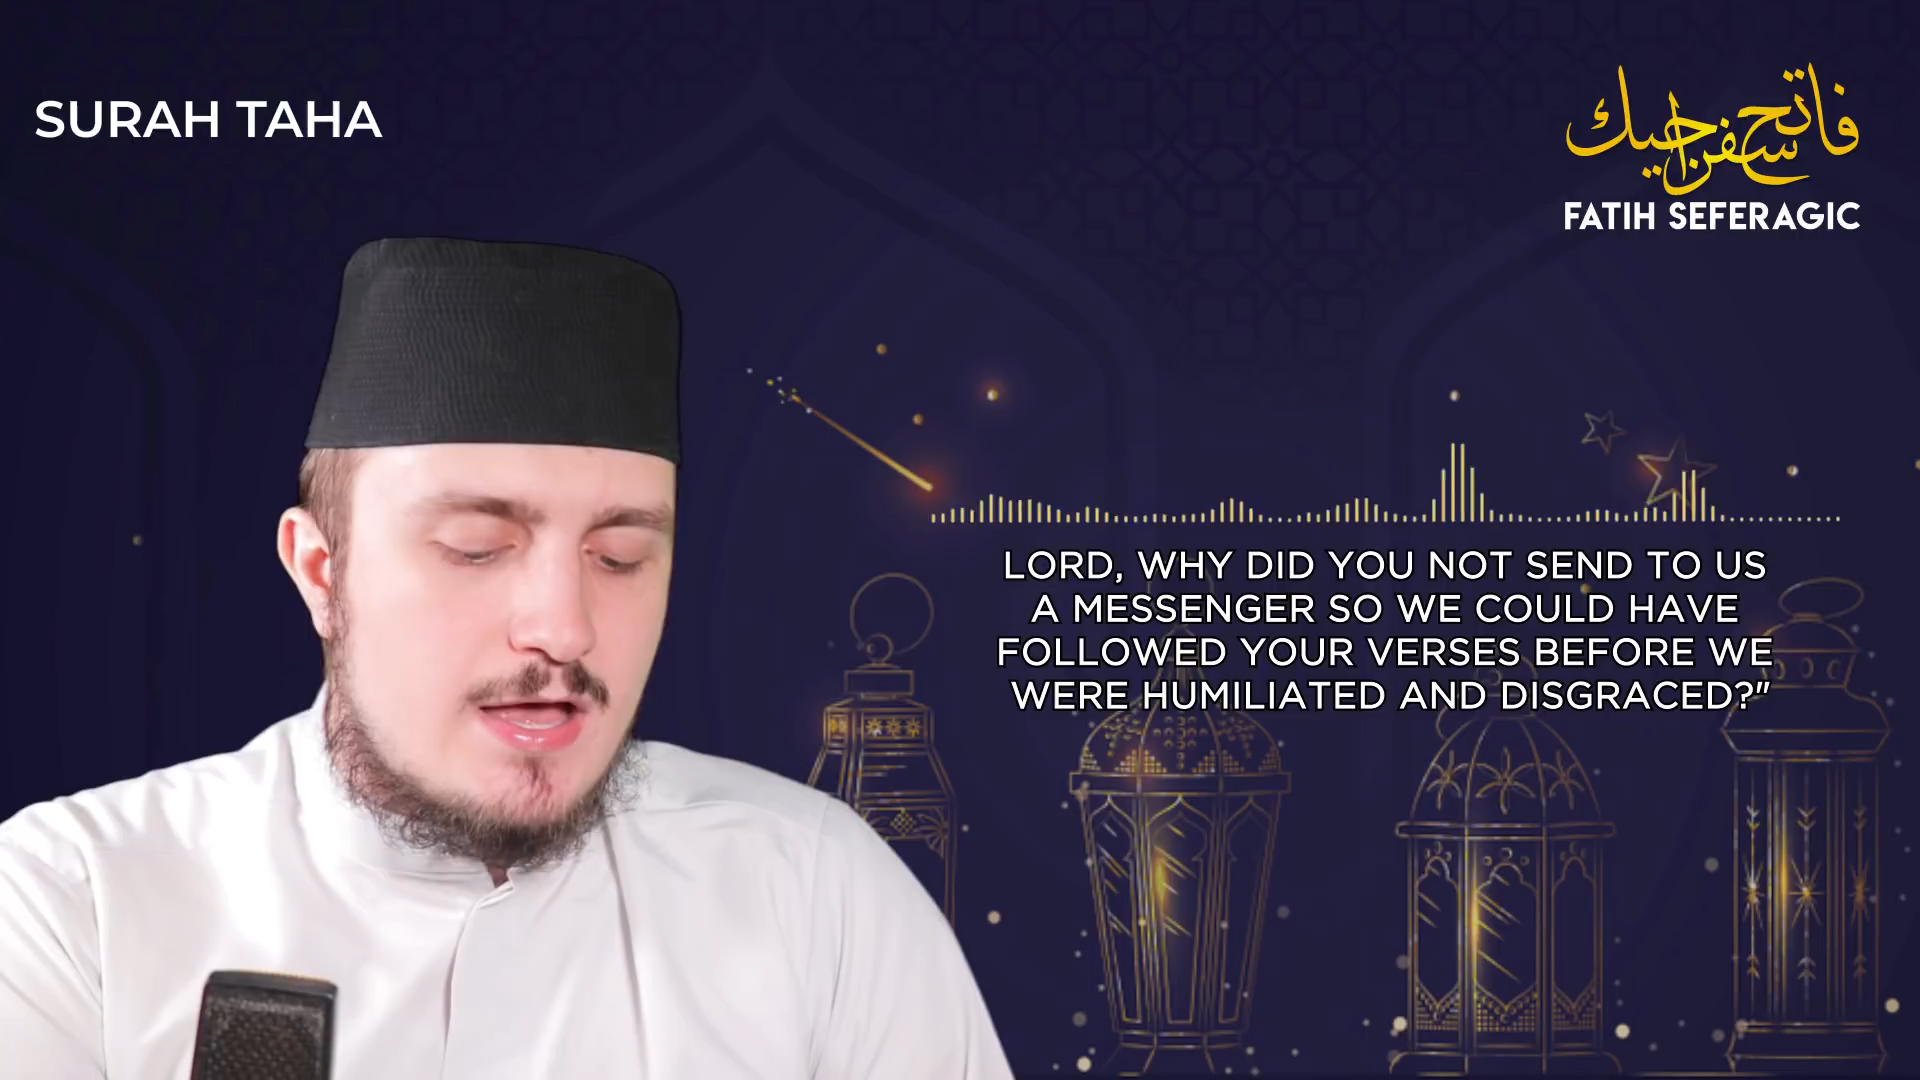 SURAH TAHA
فاتح سفراجيك
FATIH SEFERAGIC
LORD, WHY DID YOU NOT SEND TO US
A MESSENGER SO WE COULD HAVE
FOLLOWED YOUR VERSES BEFORE WE
WERE HUMILIATED AND DISGRACED?"